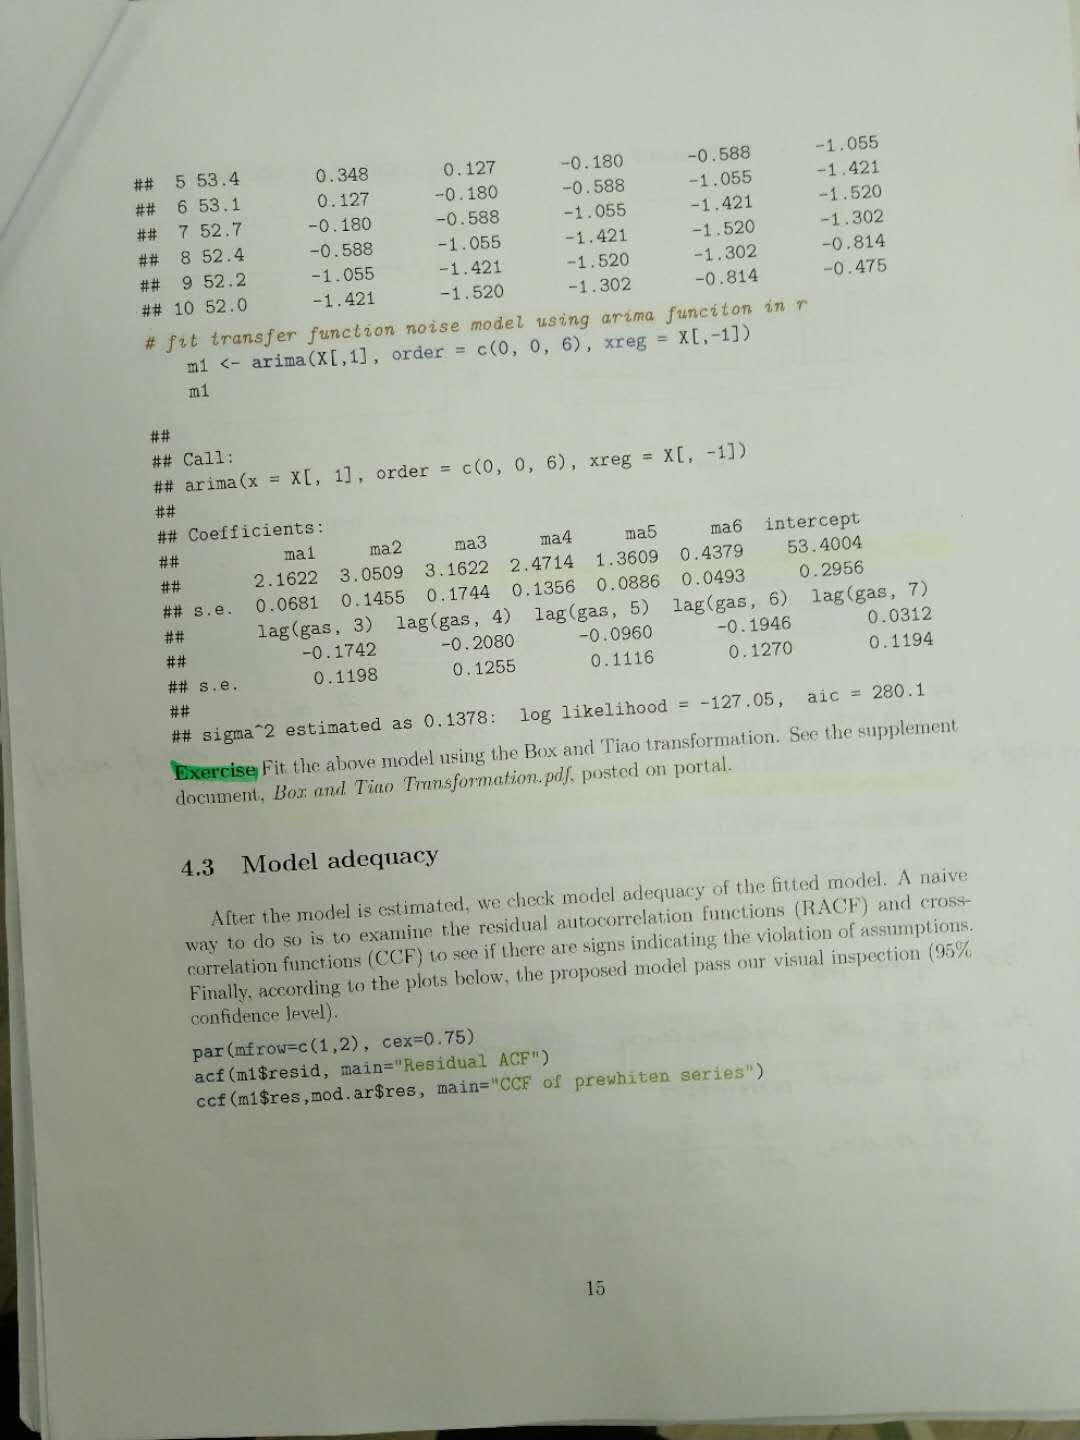 ## 5 53.4 0.348 0.127 -0.180 -0.588 -1.055
## 6 53.1 0.127 -0.180 -0.588 -1.055 -1.421
## 7 52.7 -0.180 -0.588 -1.055 -1.421 -1.520
## 8 52.4 -0.588 -1.055 -1.421 -1.520 -1.302
## 9 52.2 -1.055 -1.421 -1.520 -1.302 -0.814
## 10 52.0 -1.421 -1.520 -1.302 -0.814 -0.475
# fit transfer function noise model using arima funciton in r
m1 <- arima(X[,1], order = c(0, 0, 6), xreg = X[,-1])
m1
##
## Call:
## arima(x = X[, 1], order = c(0, 0, 6), xreg = X[, -1])
##
## Coefficients:
## ma1 ma2 ma3 ma4 ma5 ma6 intercept
## 2.1622 3.0509 3.1622 2.4714 1.3609 0.4379 53.4004
## s.e. 0.0681 0.1455 0.1744 0.1356 0.0886 0.0493 0.2956
## lag(gas, 3) lag(gas, 4) lag(gas, 5) lag(gas, 6) lag(gas, 7)
## -0.1742 -0.2080 -0.0960 -0.1946 0.0312
## s.e. 0.1198 0.1255 0.1116 0.1270 0.1194
##
## sigma^2 estimated as 0.1378: log likelihood = -127.05, aic = 280.1
Exercise Fit the above model using the Box and Tiao transformation. See the supplement
document, Box and Tiao Transformation.pdf, posted on portal.
4.3 Model adequacy
After the model is estimated, we check model adequacy of the fitted model. A naive
way to do so is to examine the residual autocorrelation functions (RACF) and cross-
correlation functions (CCF) to see if there are signs indicating the violation of assumptions.
Finally, according to the plots below, the proposed model pass our visual inspection (95%
confidence level).
par(mfrow=c(1,2), cex=0.75)
acf(m1$resid, main="Residual ACF")
ccf(m1$res,mod.ar$res, main="CCF of prewhiten series")
15